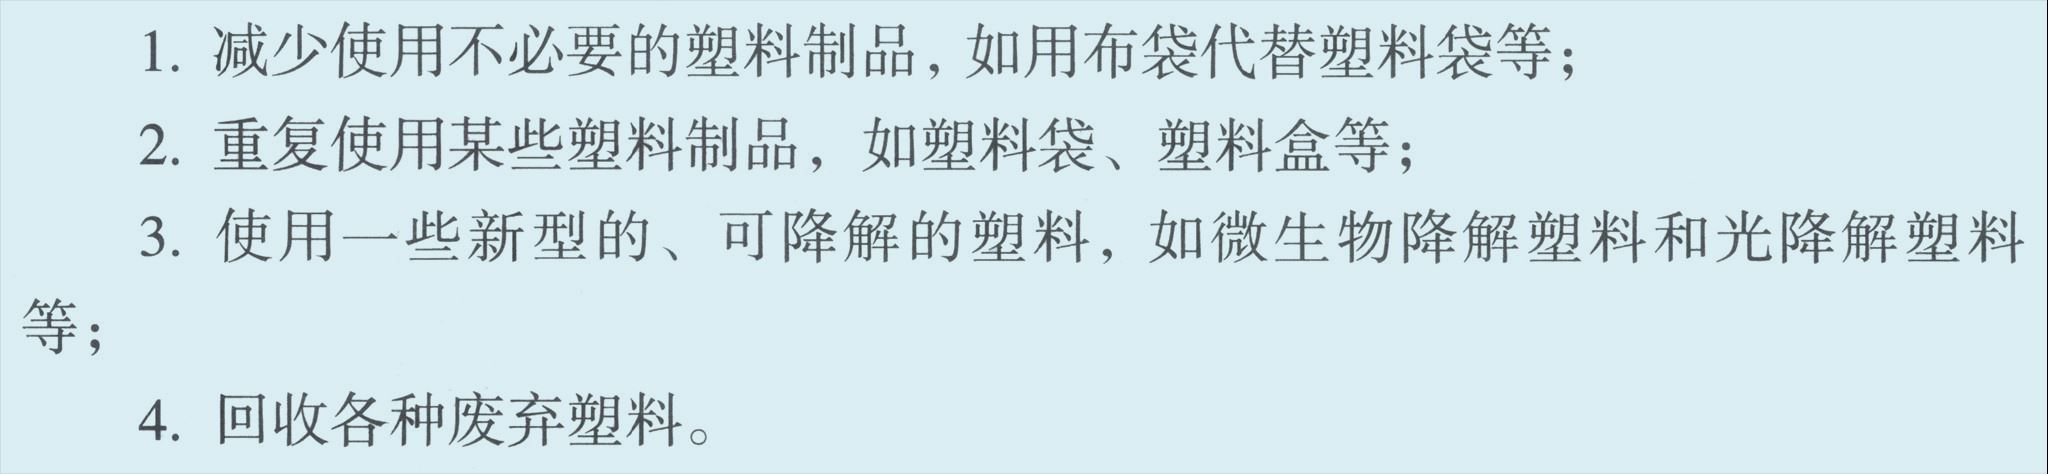 1. 减少使用不必要的塑料制品，如用布袋代替塑料袋等；
2. 重复使用某些塑料制品，如塑料袋、塑料盒等；
3. 使用一些新型的、可降解的塑料，如微生物降解塑料和光降解塑料
等；
4. 回收各种废弃塑料。